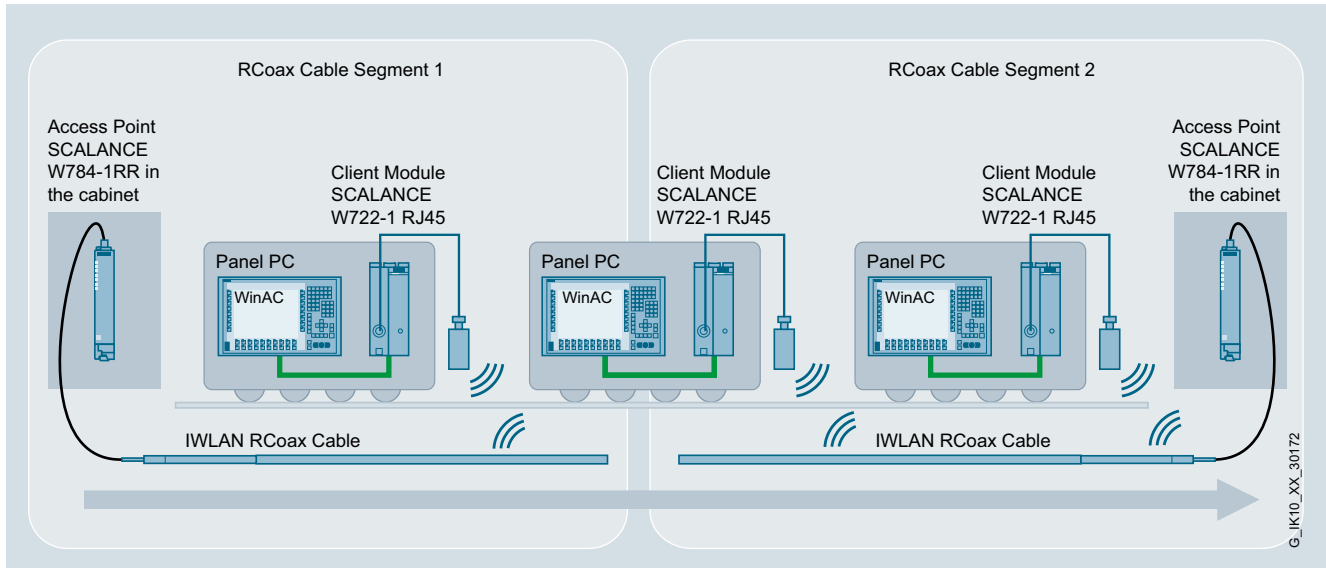 RCoax Cable Segment 1
RCoax Cable Segment 2
Access Point
SCALANCE
W784-1RR in
the cabinet
Client Module
SCALANCE
W722-1 RJ45
Client Module
SCALANCE
W722-1 RJ45
Client Module
SCALANCE
W722-1 RJ45
Access Point
SCALANCE
W784-1RR in
the cabinet
Panel PC
WinAC
Panel PC
WinAC
Panel PC
WinAC
IWLAN RCoax Cable
IWLAN RCoax Cable
G_IK10_XX_30172